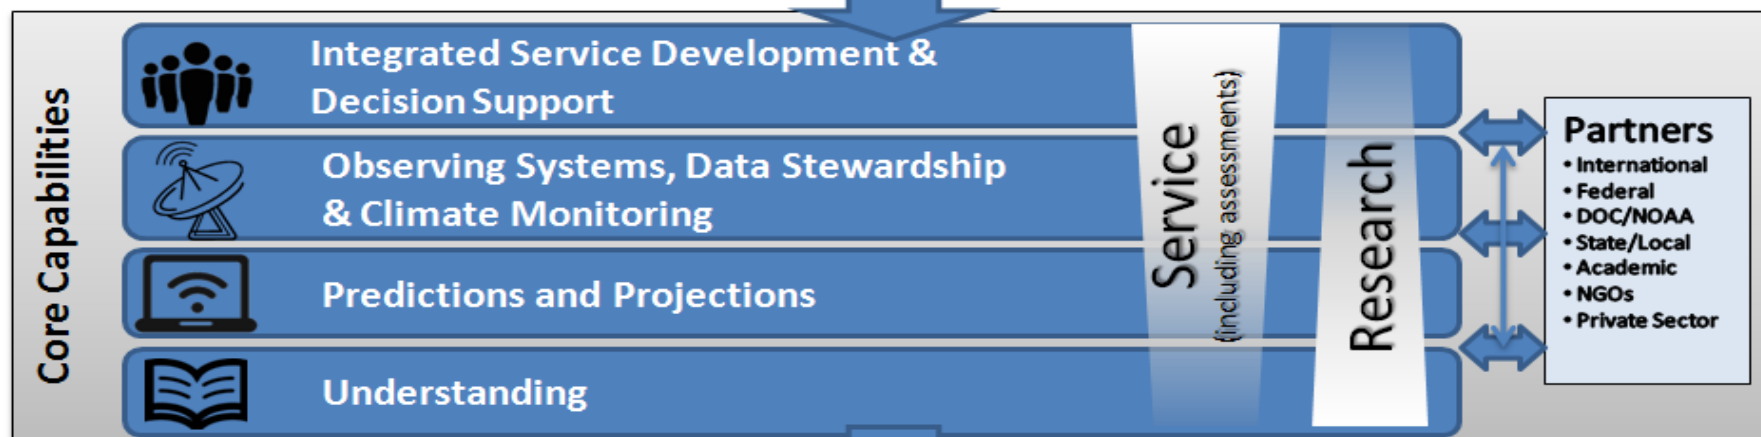 Core Capabilities
Integrated Service Development &
Decision Support
Observing Systems, Data Stewardship
& Climate Monitoring
Predictions and Projections
Understanding
Service
(including assessments)
Research
Partners
• International
• Federal
• DOC/NOAA
• State/Local
• Academic
• NGOs
• Private Sector